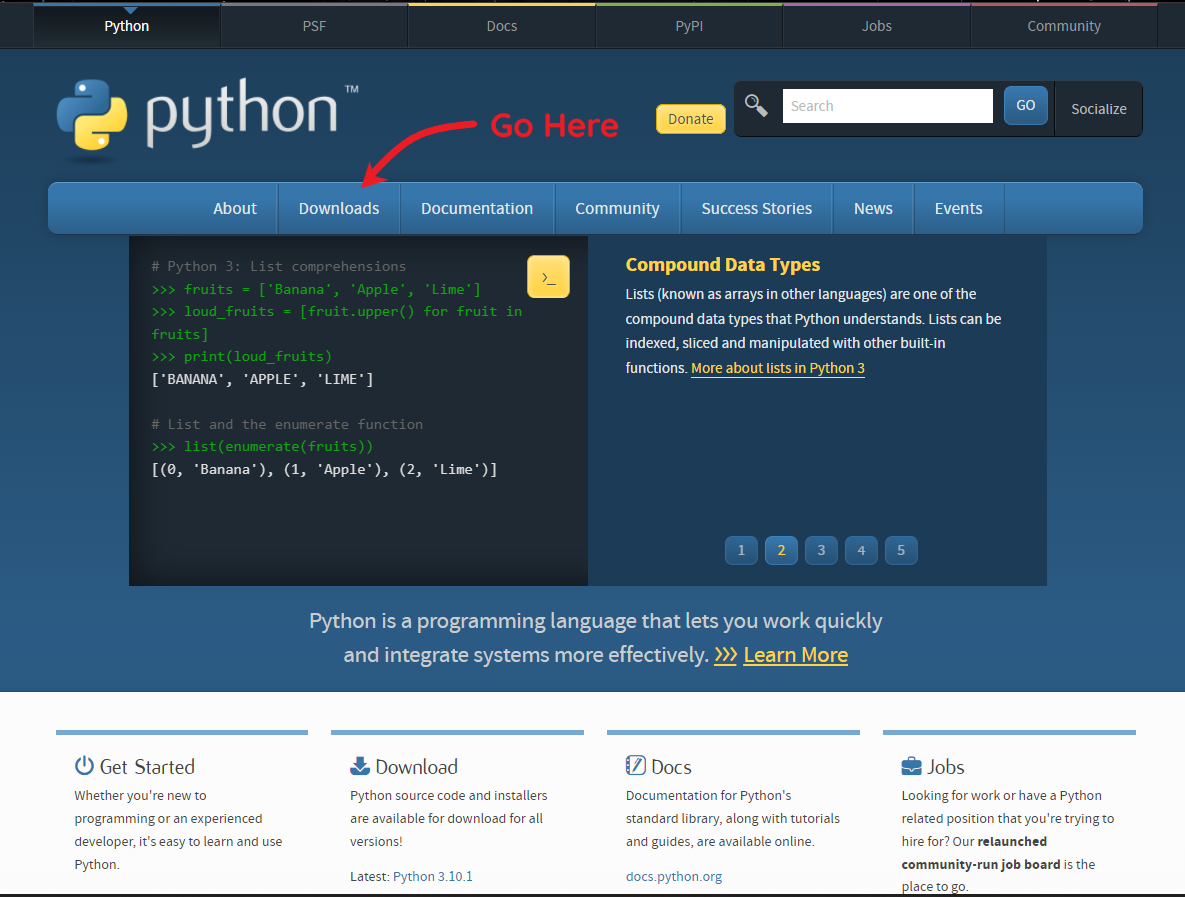 Python PSF Docs PyPI Jobs Community
python™
Go Here
Donate
Search
GO
Socialize
About Downloads Documentation Community Success Stories News Events
# Python 3: List comprehensions
>>> fruits = ['Banana', 'Apple', 'Lime']
>>> loud_fruits = [fruit.upper() for fruit in
fruits]
>>> print(loud_fruits)
['BANANA', 'APPLE', 'LIME']
# List and the enumerate function
>>> list(enumerate(fruits))
[(0, 'Banana'), (1, 'Apple'), (2, 'Lime')]
>_
Compound Data Types
Lists (known as arrays in other languages) are one of the
compound data types that Python understands. Lists can be
indexed, sliced and manipulated with other built-in
functions. More about lists in Python 3
1 2 3 4 5
Python is a programming language that lets you work quickly
and integrate systems more effectively. >>> Learn More
Get Started
Whether you're new to
programming or an experienced
developer, it's easy to learn and use
Python.
Download
Python source code and installers
are available for download for all
versions!
Latest: Python 3.10.1
Docs
Documentation for Python's
standard library, along with tutorials
and guides, are available online.
docs.python.org
Jobs
Looking for work or have a Python
related position that you're trying to
hire for? Our relaunched
community-run job board is the
place to go.